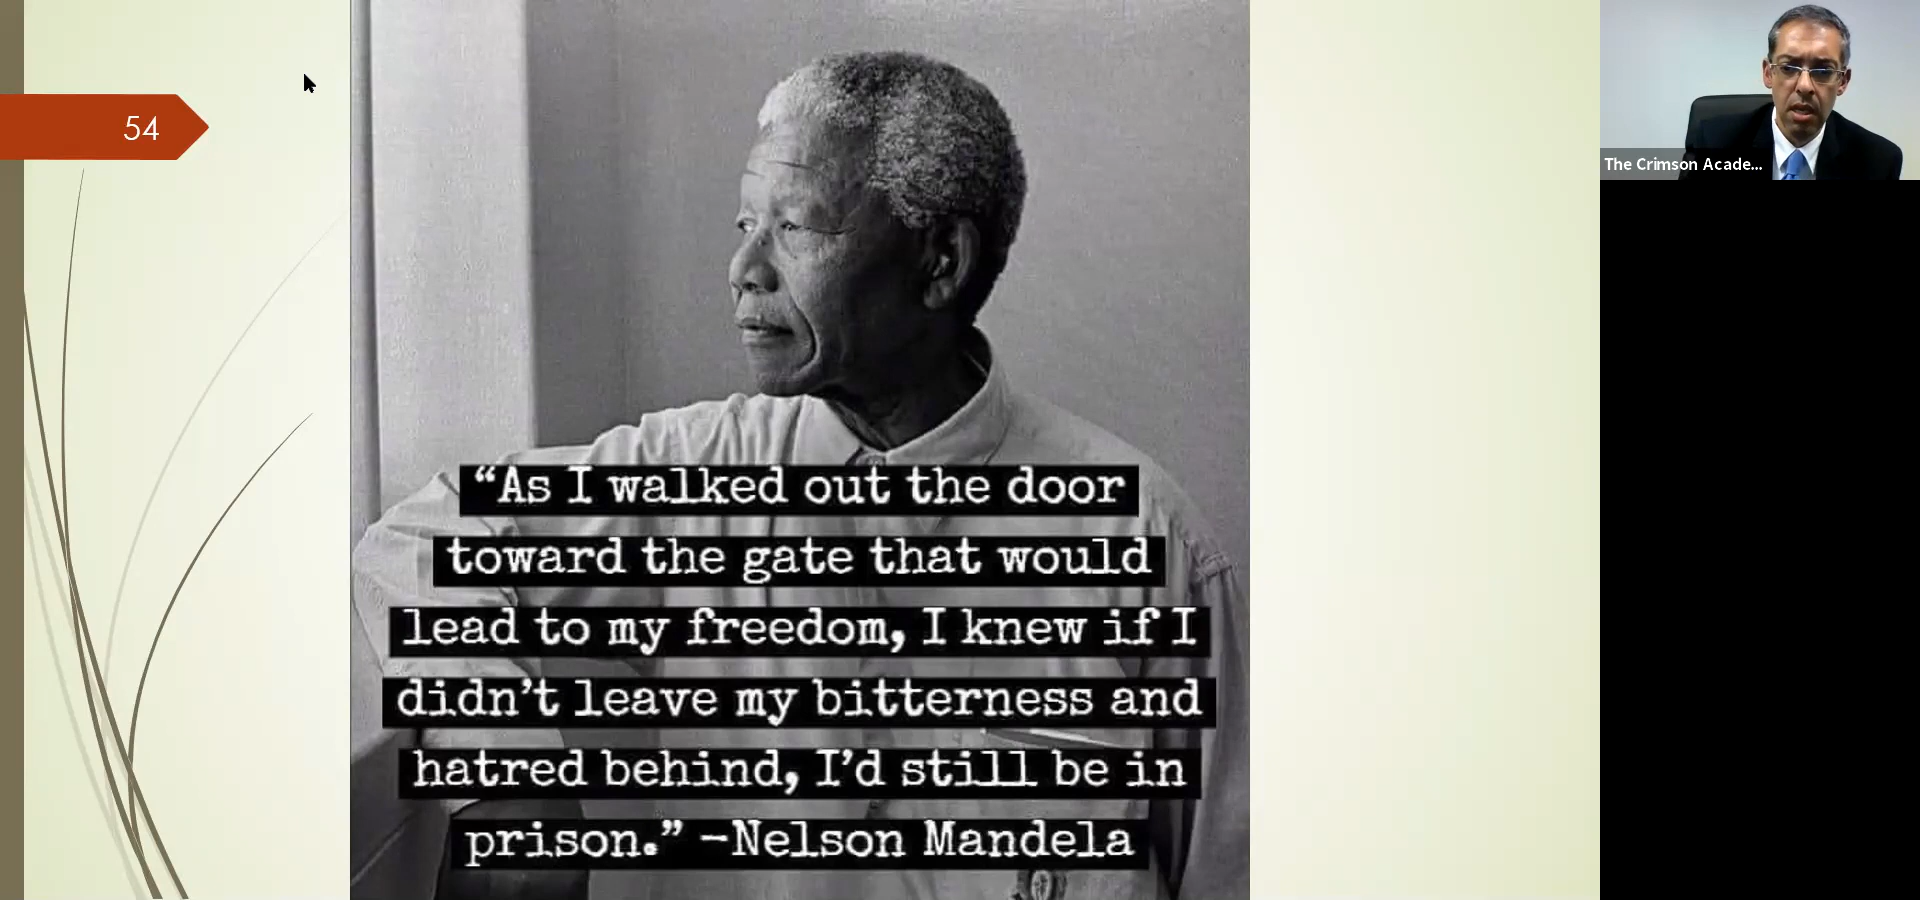 54
“As I walked out the door
toward the gate that would
lead to my freedom, I knew if I
didn’t leave my bitterness and
hatred behind, I’d still be in
prison.” -Nelson Mandela
The Crimson Acade...